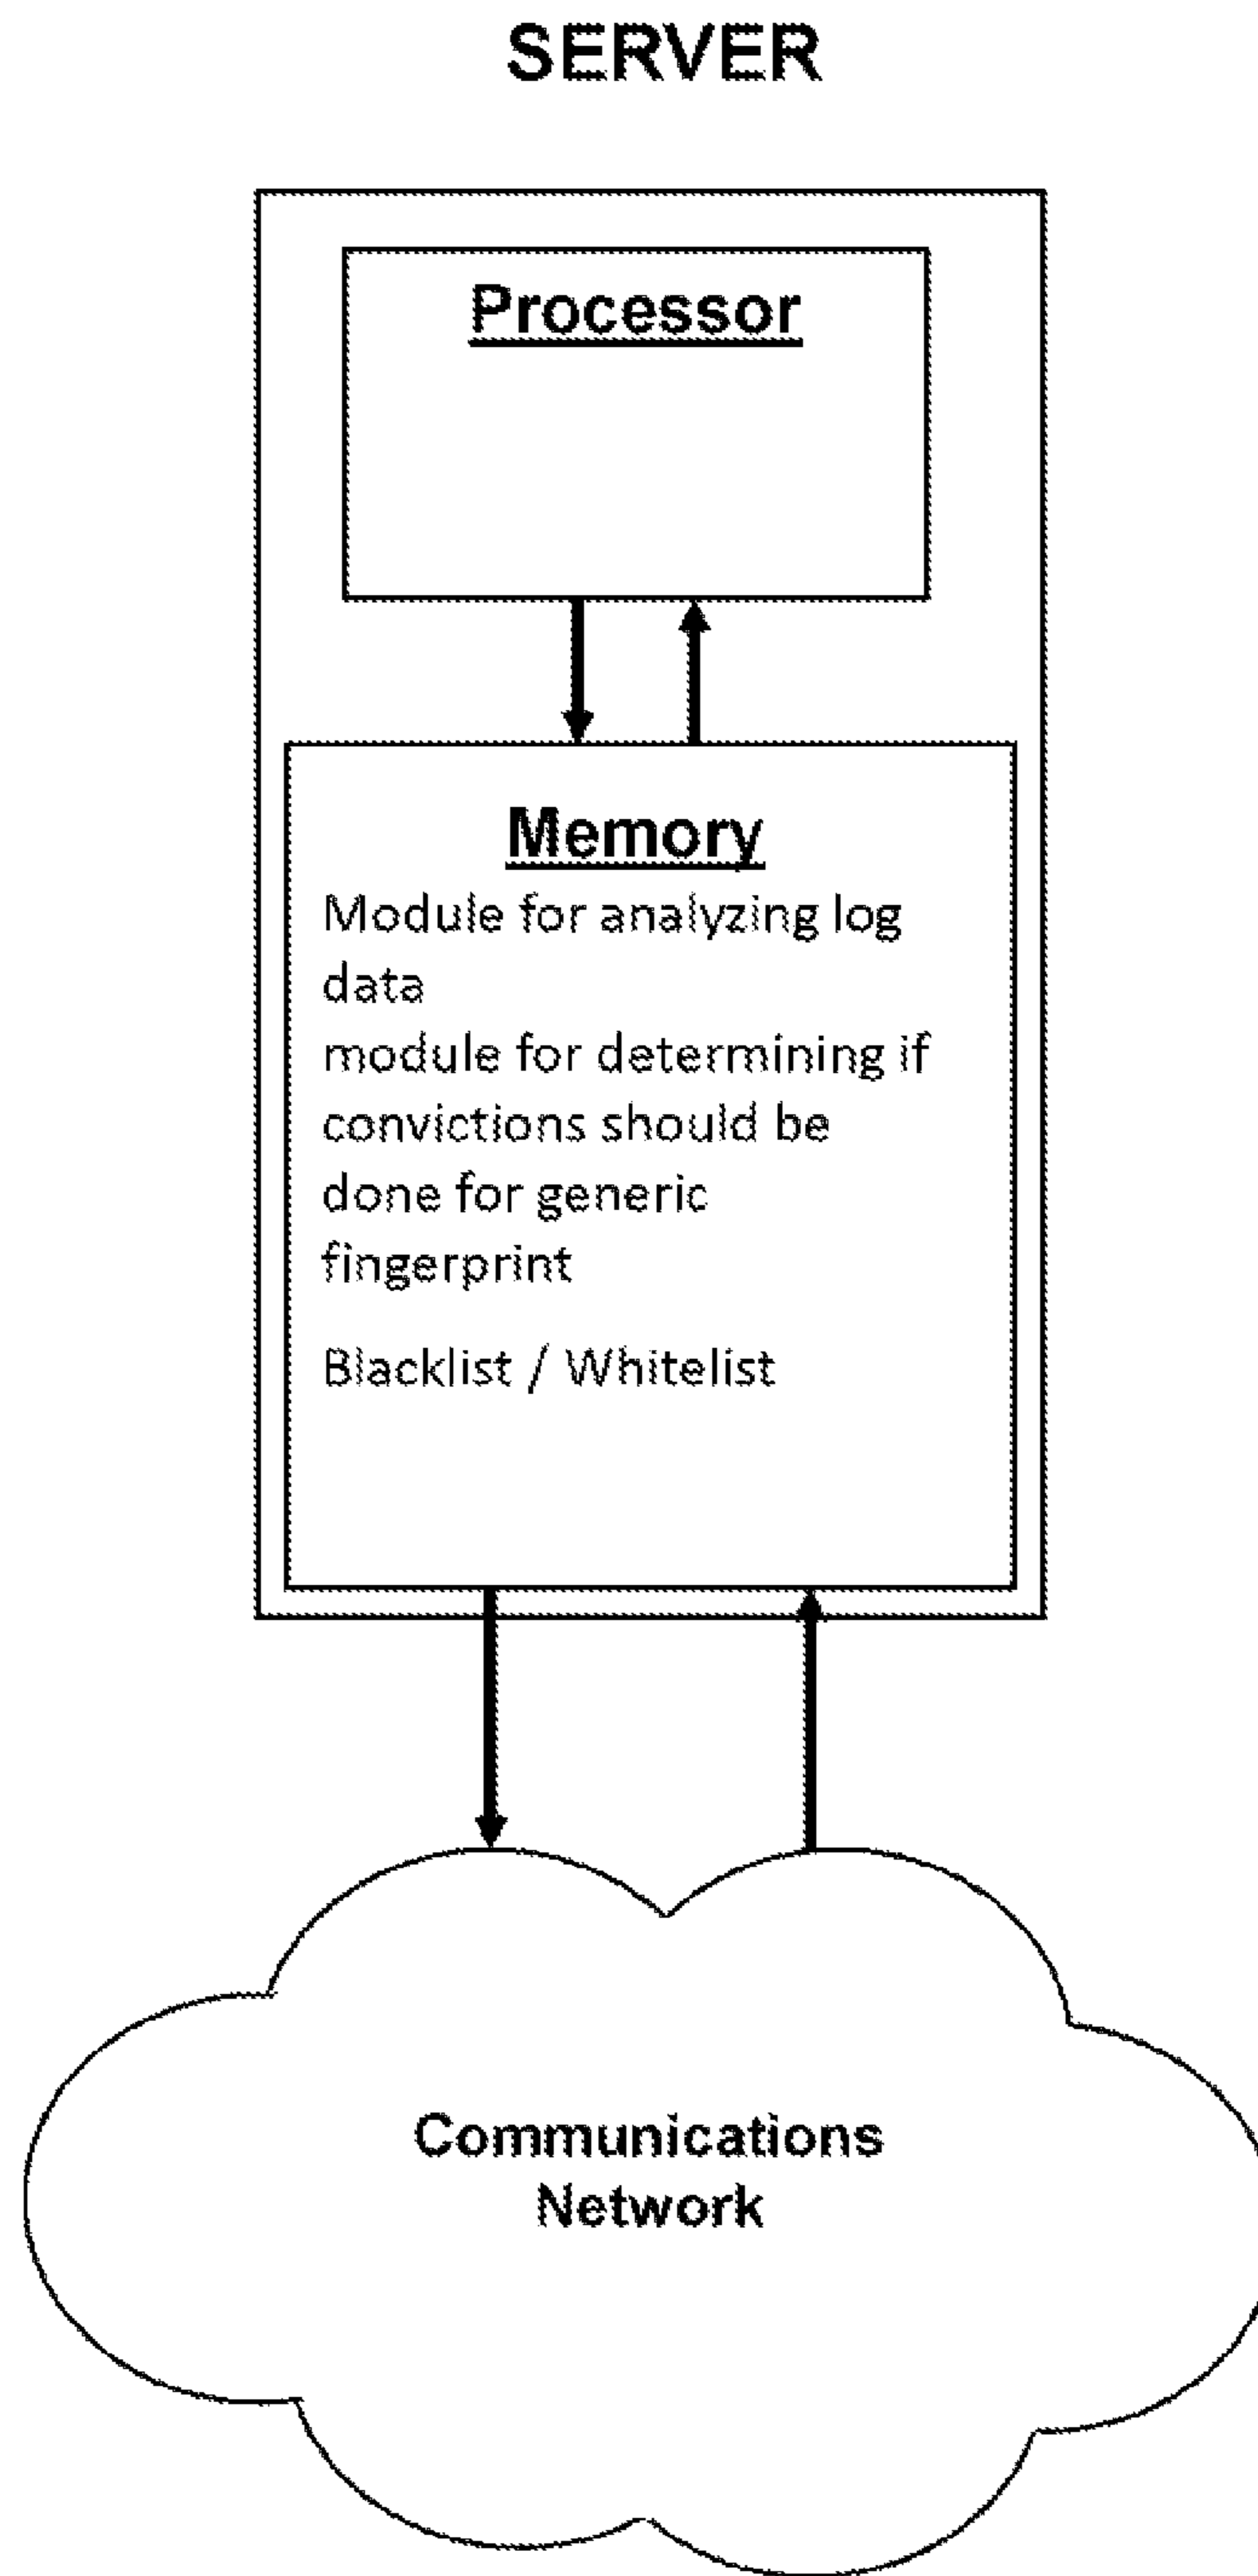 SERVER
Processor
Memory
Module for analyzing log
data
module for determining if
convictions should be
done for generic
fingerprint
Blacklist / Whitelist
Communications
Network